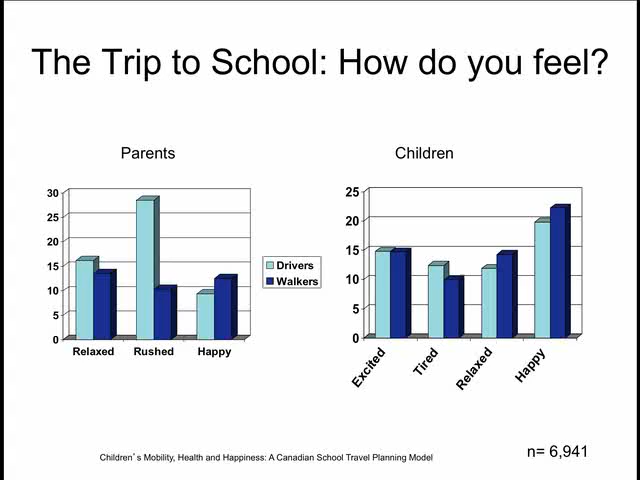 The Trip to School: How do you feel?
Parents
Children
30
25
20
15
10
5
0
Relaxed Rushed Happy
Drivers
Walkers
25
20
15
10
5
0
Excited Tired Relaxed Happy
Children's Mobility, Health and Happiness: A Canadian School Travel Planning Model
n= 6,941